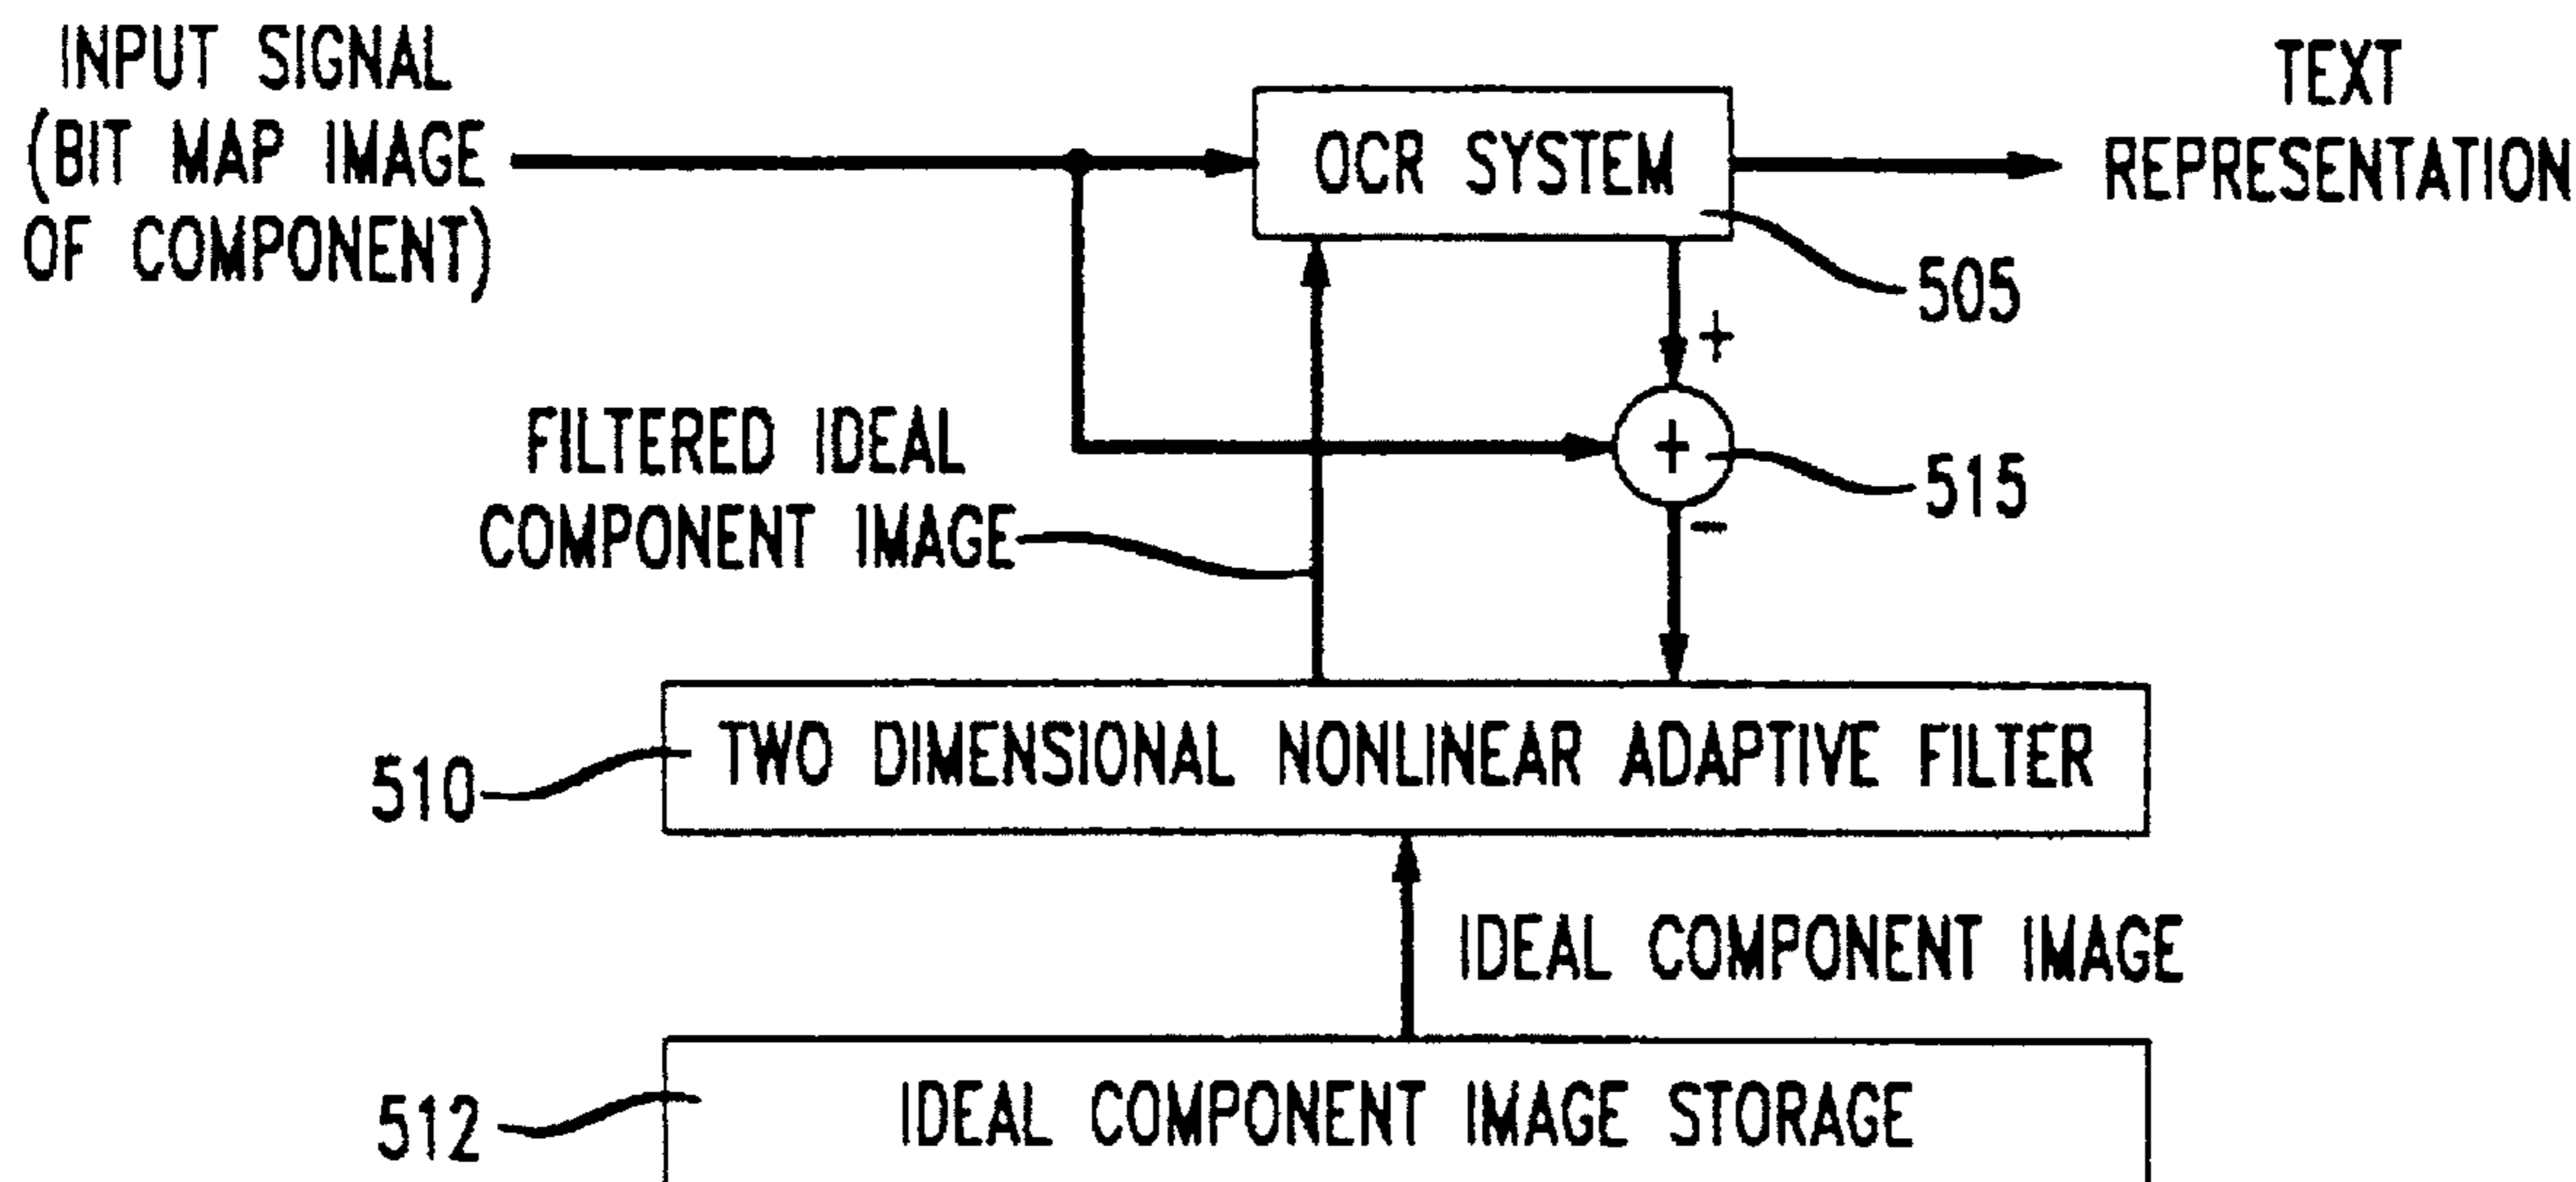 INPUT SIGNAL
(BIT MAP IMAGE
OF COMPONENT)
OCR SYSTEM
TEXT
REPRESENTATION
505
+
+
515
-
FILTERED IDEAL
COMPONENT IMAGE
510
TWO DIMENSIONAL NONLINEAR ADAPTIVE FILTER
IDEAL COMPONENT IMAGE
512
IDEAL COMPONENT IMAGE STORAGE